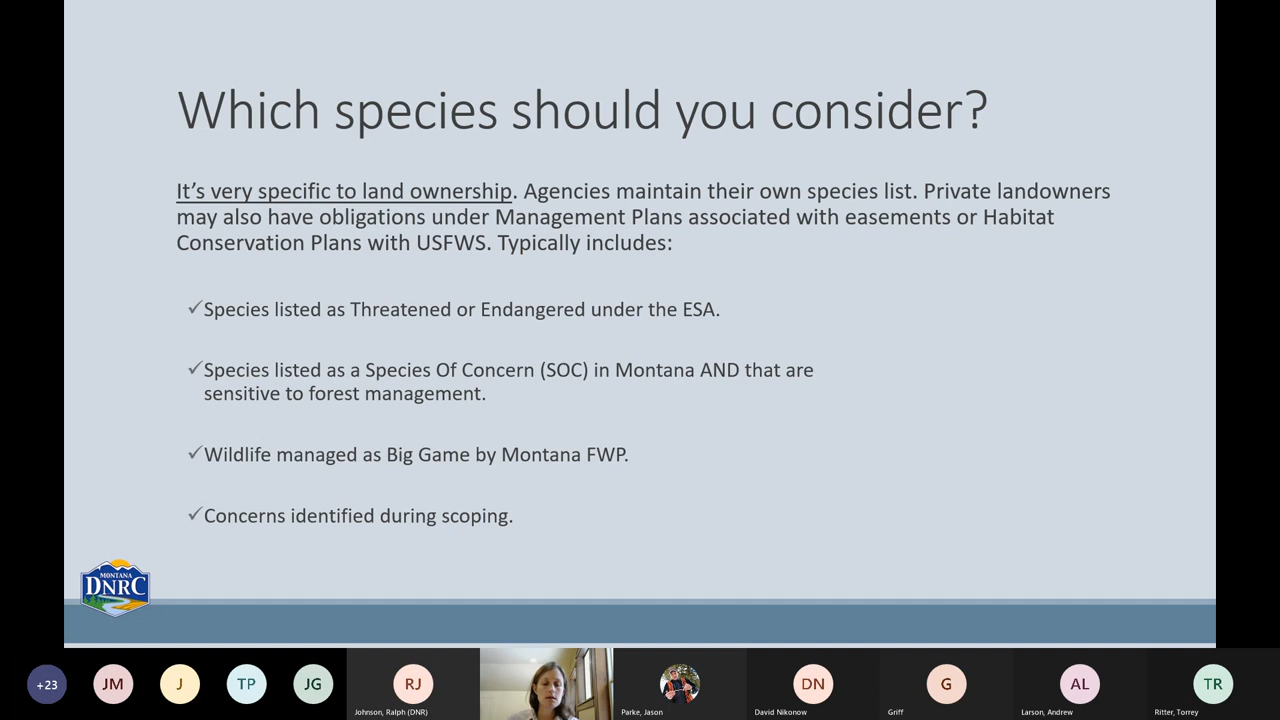 Which species should you consider?
It's very specific to land ownership. Agencies maintain their own species list. Private landowners
may also have obligations under Management Plans associated with easements or Habitat
Conservation Plans with USFWS. Typically includes:
✓Species listed as Threatened or Endangered under the ESA.
✓Species listed as a Species Of Concern (SOC) in Montana AND that are
sensitive to forest management.
✓Wildlife managed as Big Game by Montana FWP.
✓Concerns identified during scoping.
MONTANA
DNRC
+23
JM
J
TP
JG
RJ
DN
G
AL
TR
Johnson, Ralph (DNR)
Parke, Jason
David Nikonow
Griff
Larson, Andrew
Ritter, Torrey